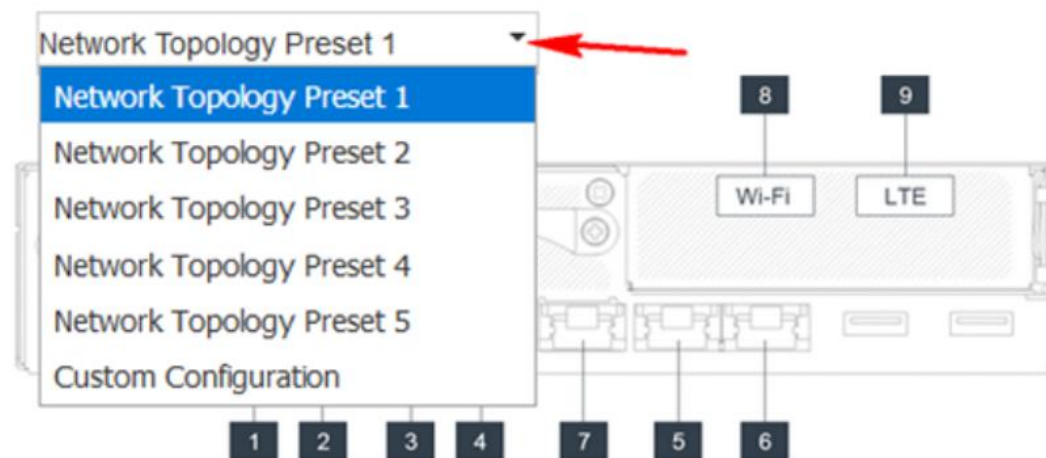 Network Topology Preset 1
Network Topology Preset 1
Network Topology Preset 2
Network Topology Preset 3
Network Topology Preset 4
Network Topology Preset 5
Custom Configuration
8 9
Wi-Fi LTE
1 2 3 4 7 5 6